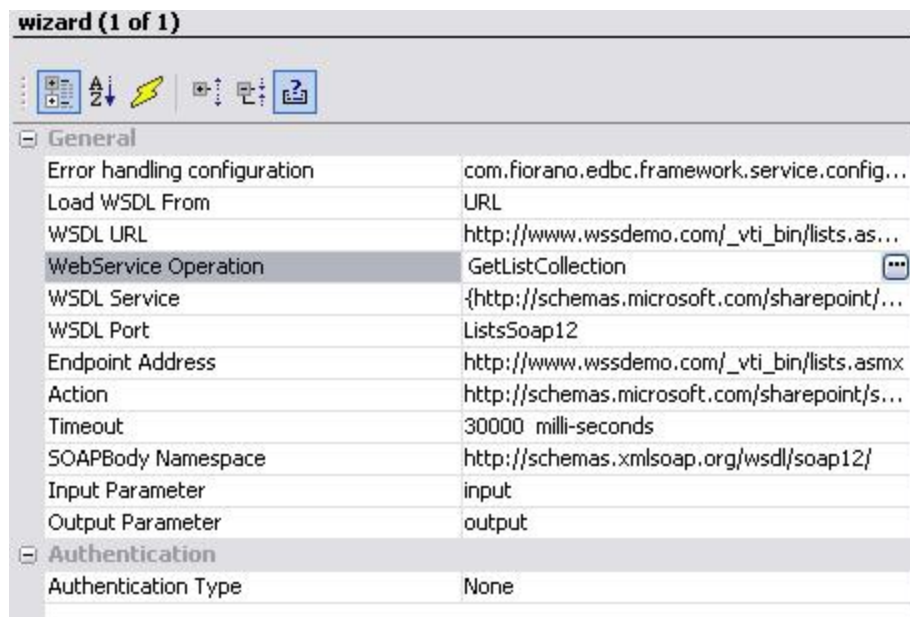 wizard (1 of 1)
General
Error handling configuration com.fiorano.edbc.framework.service.config...
Load WSDL From URL
WSDL URL http://www.wssdemo.com/_vti_bin/lists.as...
WebService Operation GetListCollection
WSDL Service {http://schemas.microsoft.com/sharepoint/...
WSDL Port ListsSoap12
Endpoint Address http://www.wssdemo.com/_vti_bin/lists.asmx
Action http://schemas.microsoft.com/sharepoint/s...
Timeout 30000 milli-seconds
SOAPBody Namespace http://schemas.xmlsoap.org/wsdl/soap12/
Input Parameter input
Output Parameter output
Authentication
Authentication Type None